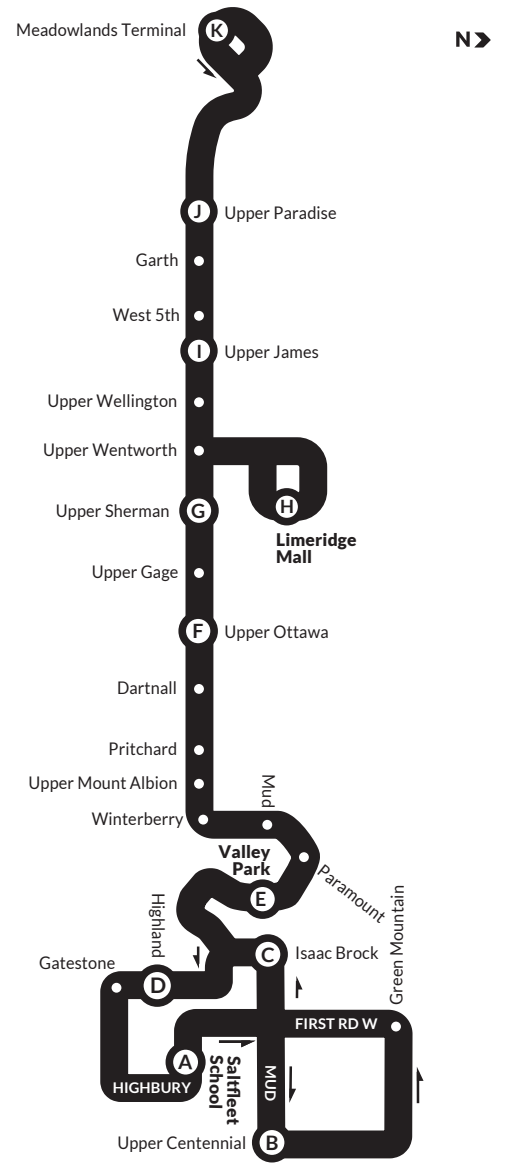 Meadowlands Terminal
K
N
J
Upper Paradise
Garth
West 5th
I
Upper James
Upper Wellington
Upper Wentworth
Upper Sherman
G
H
Limeridge
Mall
Upper Gage
F
Upper Ottawa
Dartnall
Pritchard
Upper Mount Albion
Winterberry
Mud
Valley
Park
Paramount
E
Highland
Green Mountain
C
Isaac Brock
Gatestone
D
FIRST RD W
A
Saltfleet
School
HIGHBURY
MUD
Upper Centennial
B